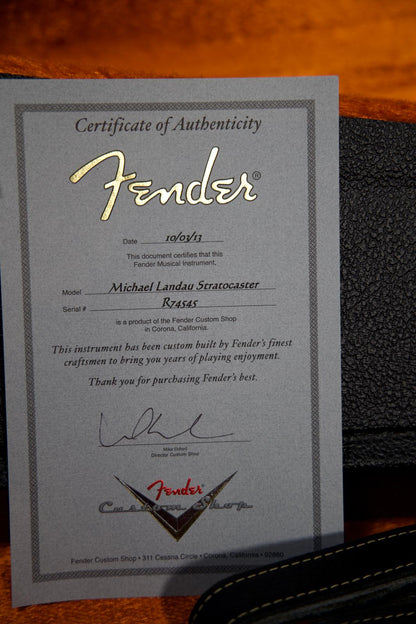 Certificate of Authenticity
Fender®
Date 10/03/13
This document certifies that this
Fender Musical Instrument,
Model Michael Landau Stratocaster
Serial # R74545
is a product of the Fender Custom Shop
in Corona, California.
This instrument has been custom built by Fender's finest
craftsmen to bring you years of playing enjoyment.
Thank you for purchasing Fender's best.
Mike Eldred
Director Custom Shop
Fender
Custom Shop
Fender Custom Shop • 311 Cessna Circle • Corona, California • 92880